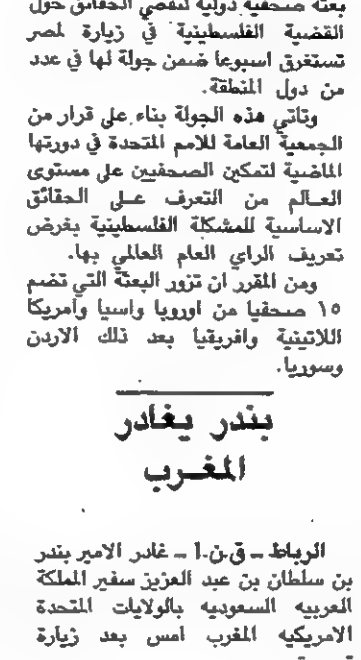 بعثة صحفية دولية لتقصي الحقائق حول
القضية الفلسطينية في زيارة لمصر
تستغرق اسبوعا ضمن جولة لها في عدد
من دول المنطقة.
وتأتي هذه الجولة بناء على قرار من
الجمعية العامة للامم المتحدة في دورتها
الماضية لتمكين الصحفيين على مستوى
العالم من التعرف على الحقائق
الاساسية للمشكلة الفلسطينية بغرض
تعريف الراي العام العالمي بها.
ومن المقرر ان تزور البعثة التي تضم
١٥ صحفيا من اوروبا واسيا وامريكا
اللاتينية وافريقيا بعد ذلك الاردن
وسوريا.
بندر يغادر
المغرب
الرباط - ق.ن.ا - غادر الامير بندر
بن سلطان بن عبد العزيز سفير المملكة
العربيه السعوديه بالولايات المتحدة
الامريكيه المغرب امس بعد زيارة